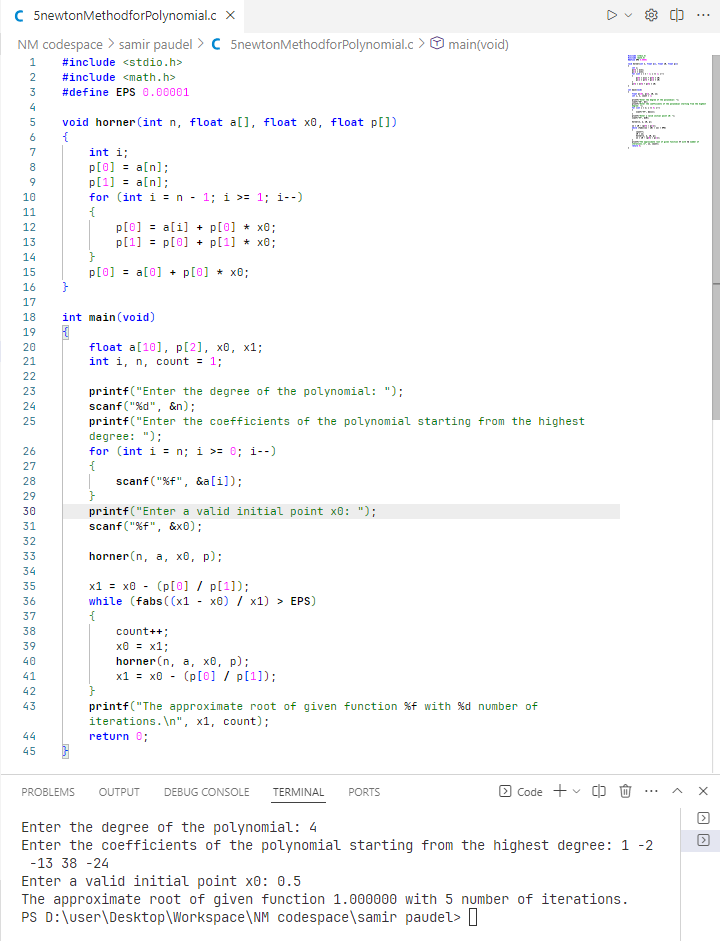 5newtonMethodforPolynomial.c
NM codespace > samir paudel > C 5newtonMethodforPolynomial.c > main(void)
1 #include <stdio.h>
2 #include <math.h>
3 #define EPS 0.00001
4
5 void horner(int n, float a[], float x0, float p[])
6 {
7     int i;
8     p[0] = a[n];
9     p[1] = a[n];
10     for (int i = n - 1; i >= 1; i--)
11     {
12         p[0] = a[i] + p[0] * x0;
13         p[1] = p[0] + p[1] * x0;
14     }
15     p[0] = a[0] + p[0] * x0;
16 }
17
18 int main(void)
19 {
20     float a[10], p[2], x0, x1;
21     int i, n, count = 1;
22
23     printf("Enter the degree of the polynomial: ");
24     scanf("%d", &n);
25     printf("Enter the coefficients of the polynomial starting from the highest
degree: ");
26     for (int i = n; i >= 0; i--)
27     {
28         scanf("%f", &a[i]);
29     }
30     printf("Enter a valid initial point x0: ");
31     scanf("%f", &x0);
32
33     horner(n, a, x0, p);
34
35     x1 = x0 - (p[0] / p[1]);
36     while (fabs((x1 - x0) / x1) > EPS)
37     {
38         count++;
39         x0 = x1;
40         horner(n, a, x0, p);
41         x1 = x0 - (p[0] / p[1]);
42     }
43     printf("The approximate root of given function %f with %d number of
iterations.\n", x1, count);
44     return 0;
45 }
PROBLEMS OUTPUT DEBUG CONSOLE TERMINAL PORTS Code
Enter the degree of the polynomial: 4
Enter the coefficients of the polynomial starting from the highest degree: 1 -2
-13 38 -24
Enter a valid initial point x0: 0.5
The approximate root of given function 1.000000 with 5 number of iterations.
PS D:\user\Desktop\Workspace\NM codespace\samir paudel>